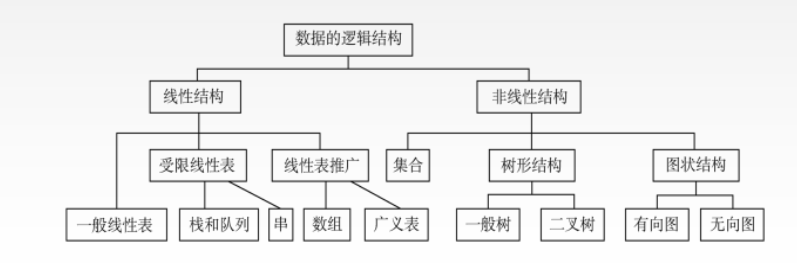 数据的逻辑结构
线性结构
非线性结构
受限线性表
线性表推广
集合
树形结构
图状结构
一般线性表
栈和队列
串
数组
广义表
一般树
二叉树
有向图
无向图